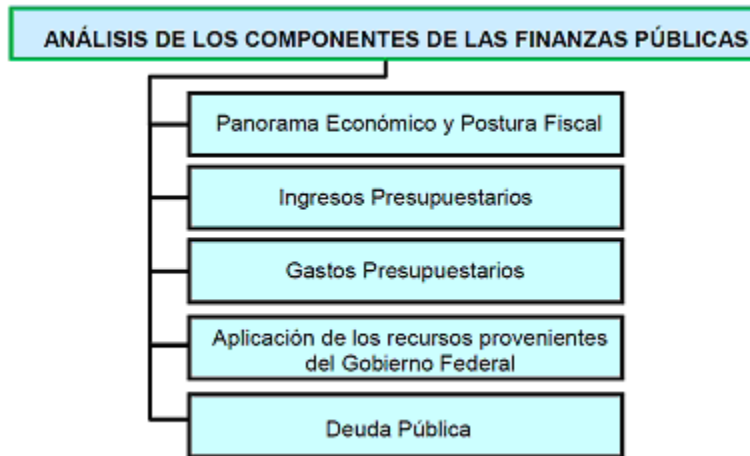 ANÁLISIS DE LOS COMPONENTES DE LAS FINANZAS PÚBLICAS
Panorama Económico y Postura Fiscal
Ingresos Presupuestarios
Gastos Presupuestarios
Aplicación de los recursos provenientes
del Gobierno Federal
Deuda Pública